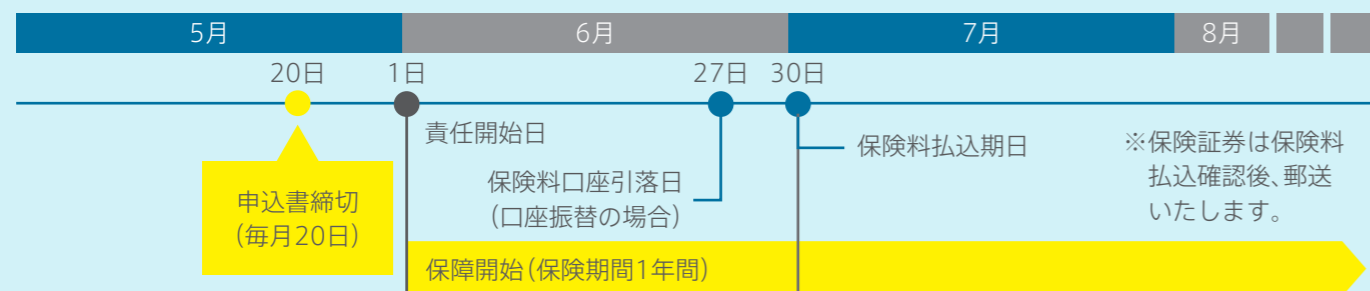 5月
6月
7月
8月
20日
1日
27日
30日
申込書締切
（毎月20日）
責任開始日
保険料口座引落日
（口座振替の場合）
保険料払込期日
※保険証券は保険料
払込確認後、郵送
いたします。
保障開始（保険期間1年間）